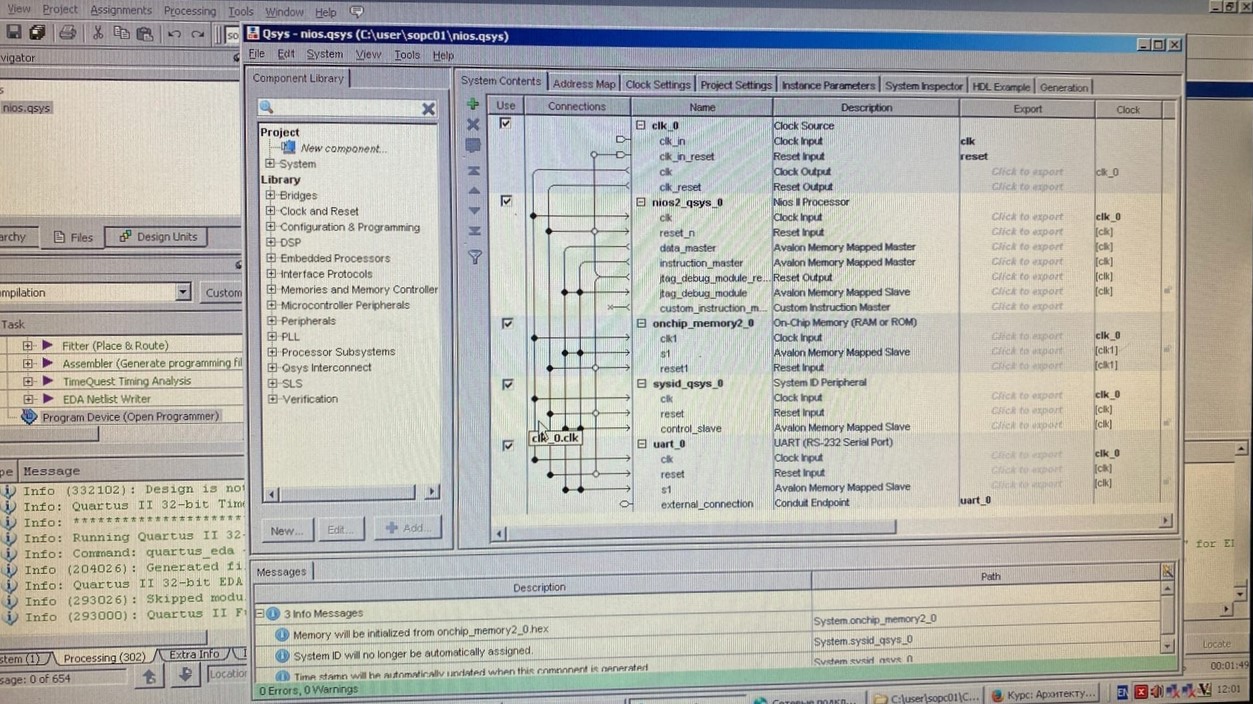 View Project Assignments Processing Tools Window Help
Qsys - nios.qsys (C:\user\sopc01\nios.qsys)
File Edit System View Tools Help
vigator
nios.qsys
archy Files Design Units
mpilation Custom
Task
Fitter (Place & Route)
Assembler (Generate programming fil
TimeQuest Timing Analysis
EDA Netlist Writer
Program Device (Open Programmer)
Component Library
Project
New component...
System
Library
Bridges
Clock and Reset
Configuration & Programming
DSP
Embedded Processors
Interface Protocols
Memories and Memory Controller
Microcontroller Peripherals
Peripherals
PLL
Processor Subsystems
Qsys Interconnect
SLS
Verification
New... Edit... Add...
System Contents Address Map Clock Settings Project Settings Instance Parameters System Inspector HDL Example Generation
Use Connections Name Description Export Clock
clk_0 Clock Source
clk_in Clock Input clk
clk_in_reset Reset Input reset
clk Clock Output Click to export clk_0
clk_reset Reset Output Click to export
nios2_qsys_0 Nios II Processor
clk Clock Input Click to export clk_0
reset_n Reset Input Click to export [clk]
data_master Avalon Memory Mapped Master Click to export [clk]
instruction_master Avalon Memory Mapped Master Click to export [clk]
jtag_debug_module_re... Reset Output Click to export [clk]
jtag_debug_module Avalon Memory Mapped Slave Click to export [clk]
custom_instruction_m... Custom Instruction Master Click to export
onchip_memory2_0 On-Chip Memory (RAM or ROM)
clk1 Clock Input Click to export clk_0
s1 Avalon Memory Mapped Slave Click to export [clk1]
reset1 Reset Input Click to export [clk1]
sysid_qsys_0 System ID Peripheral
clk Clock Input Click to export clk_0
reset Reset Input Click to export [clk]
control_slave Avalon Memory Mapped Slave Click to export [clk]
clk_0.clk
uart_0 UART (RS-232 Serial Port)
clk Clock Input Click to export clk_0
reset Reset Input Click to export [clk]
s1 Avalon Memory Mapped Slave Click to export [clk]
external_connection Conduit Endpoint uart_0
Message
Info (332102): Design is not
Info: Quartus II 32-bit Time
Info: **********************
Info: Running Quartus II 32-
Info: Command: quartus_eda
Info (204026): Generated fi
Info: Quartus II 32-bit EDA
Info (293026): Skipped modu
Info (293000): Quartus II F
" for EI
stem (1) Processing (302) Extra Info
sage: 0 of 654 Location
Messages
Description Path
3 Info Messages
Memory will be initialized from onchip_memory2_0.hex System.onchip_memory2_0
System ID will no longer be automatically assigned. System.sysid_qsys_0
Time stamp will be automatically updated when this component is generated System.sysid_qsys_0
0 Errors, 0 Warnings
Locate
00:01:49
C:\user\sopc01\C... Курс: Архитекту... EN 12:01